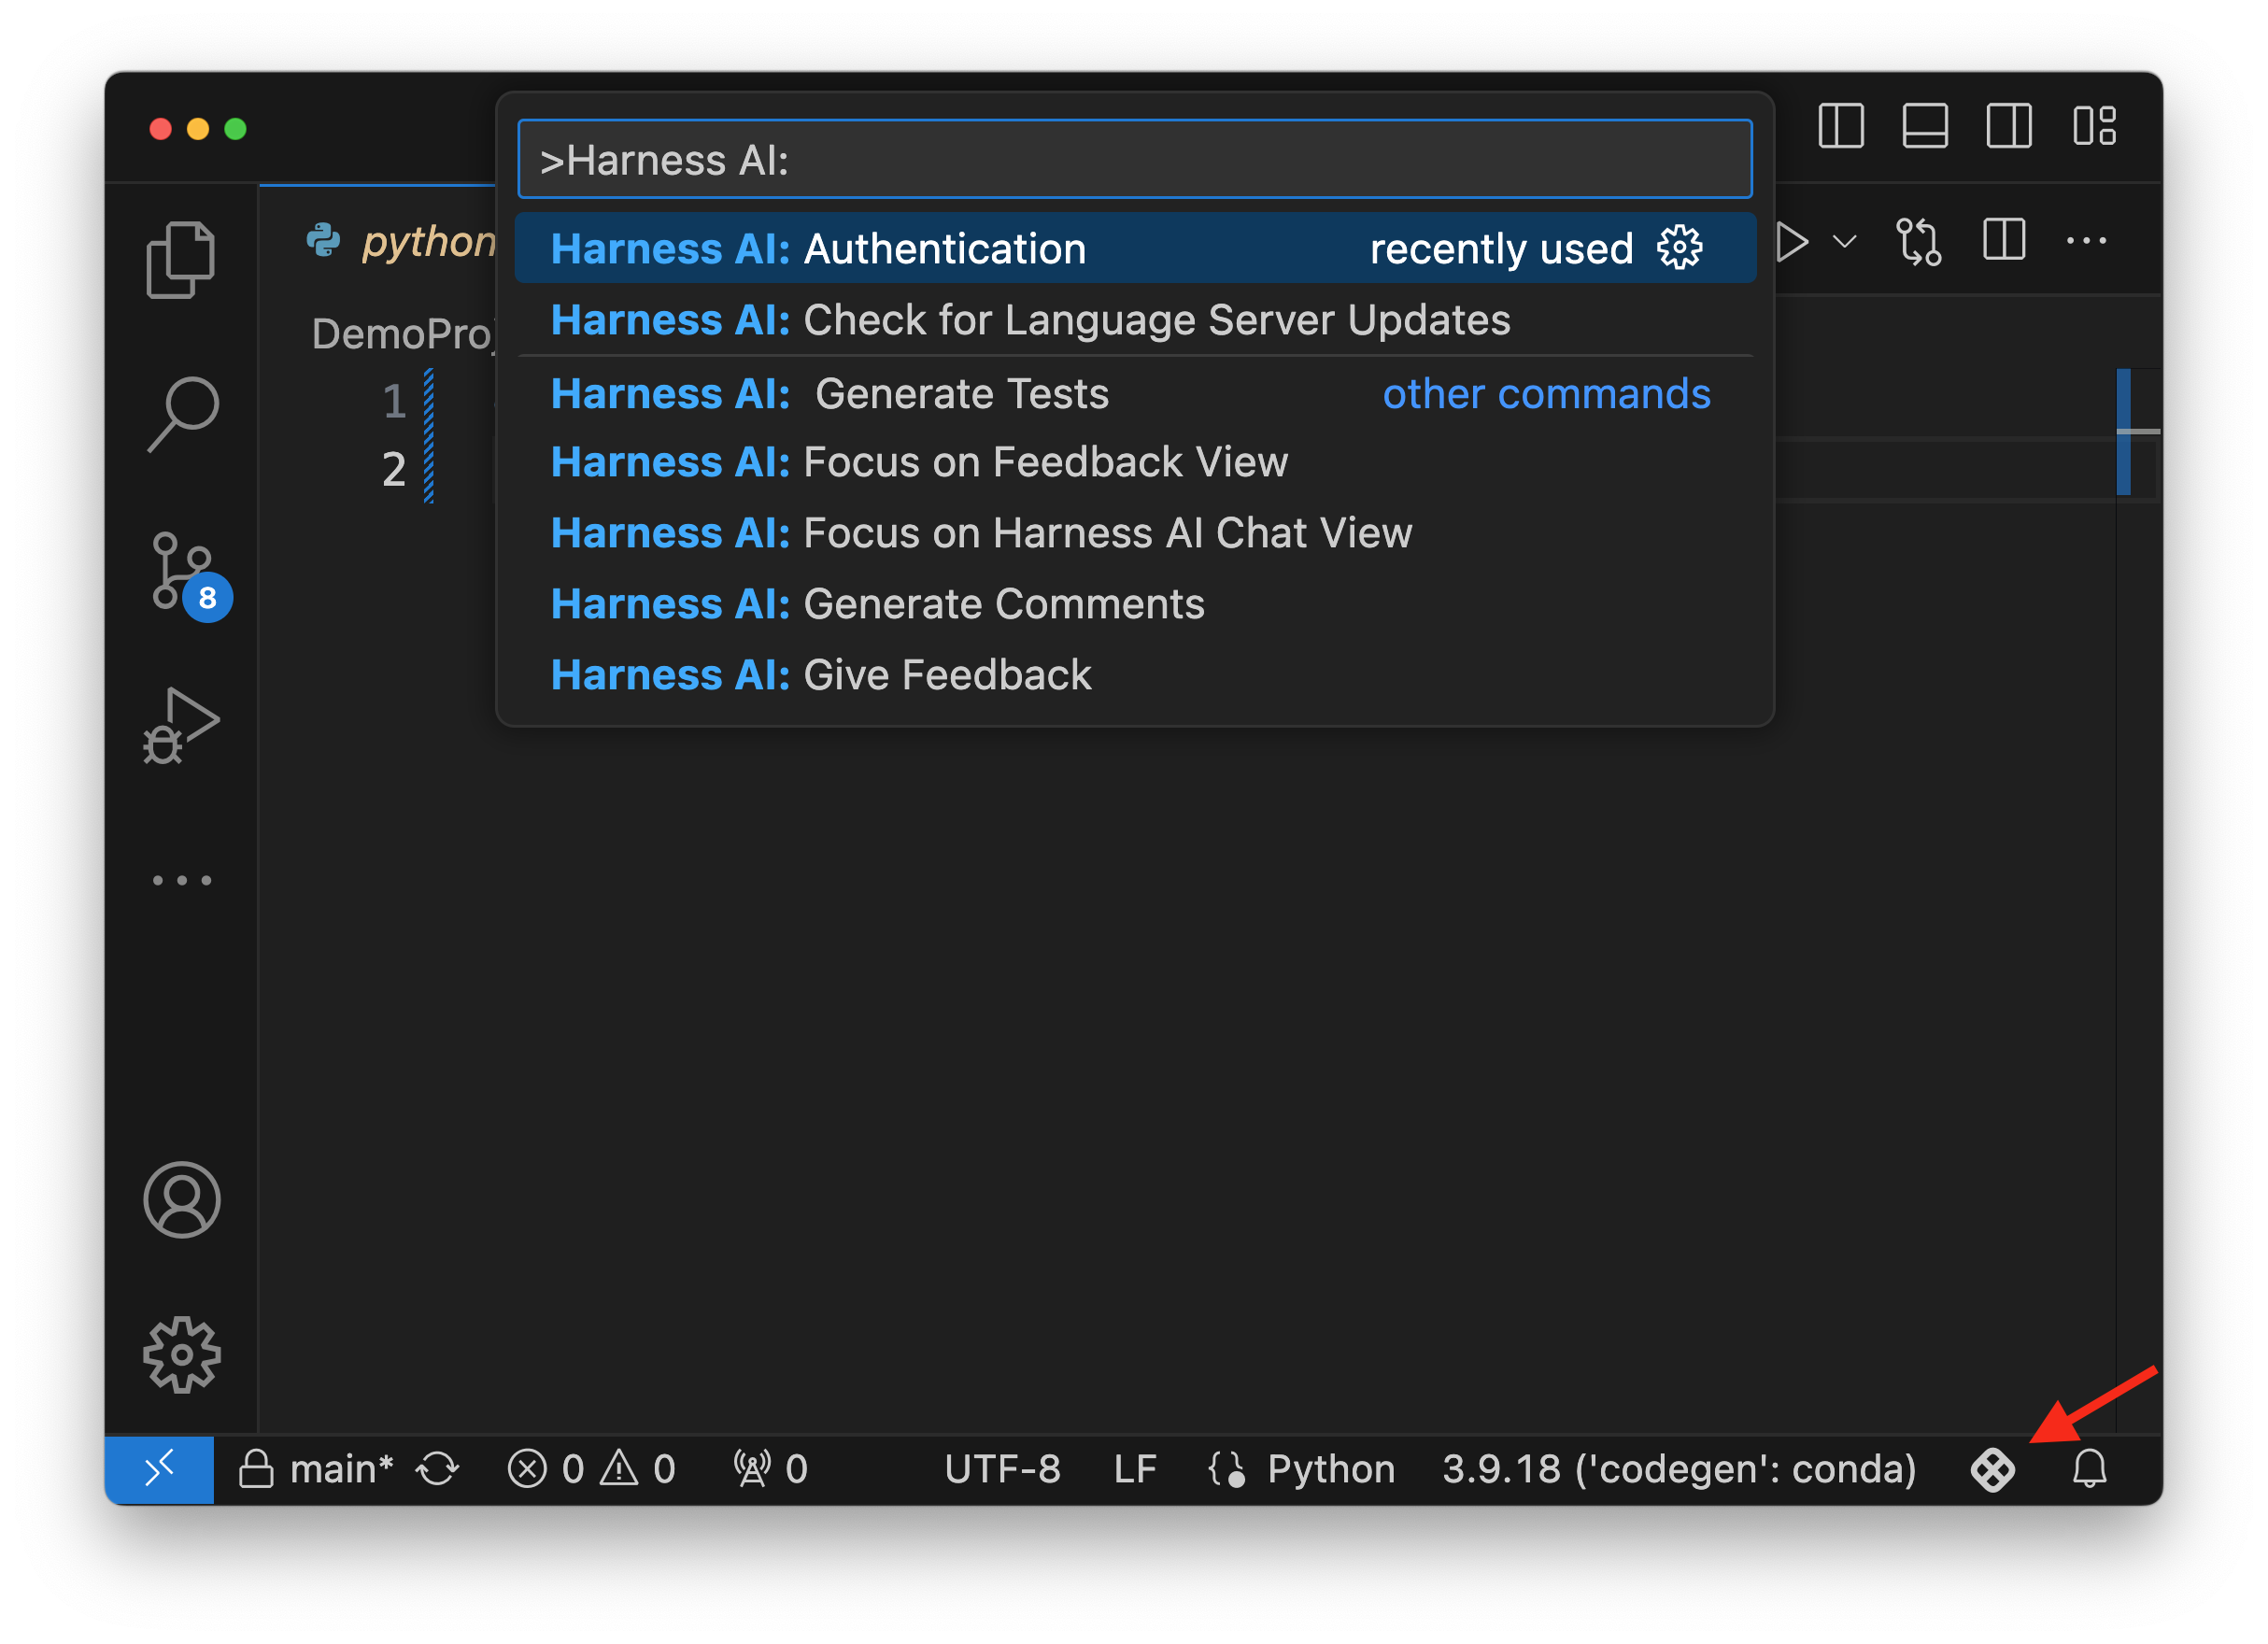 >Harness AI:
Harness AI: Authentication recently used
Harness AI: Check for Language Server Updates
Harness AI: Generate Tests other commands
Harness AI: Focus on Feedback View
Harness AI: Focus on Harness AI Chat View
Harness AI: Generate Comments
Harness AI: Give Feedback
python
DemoProj
1
2
8
main* 0 0 0 UTF-8 LF Python 3.9.18 ('codegen': conda)